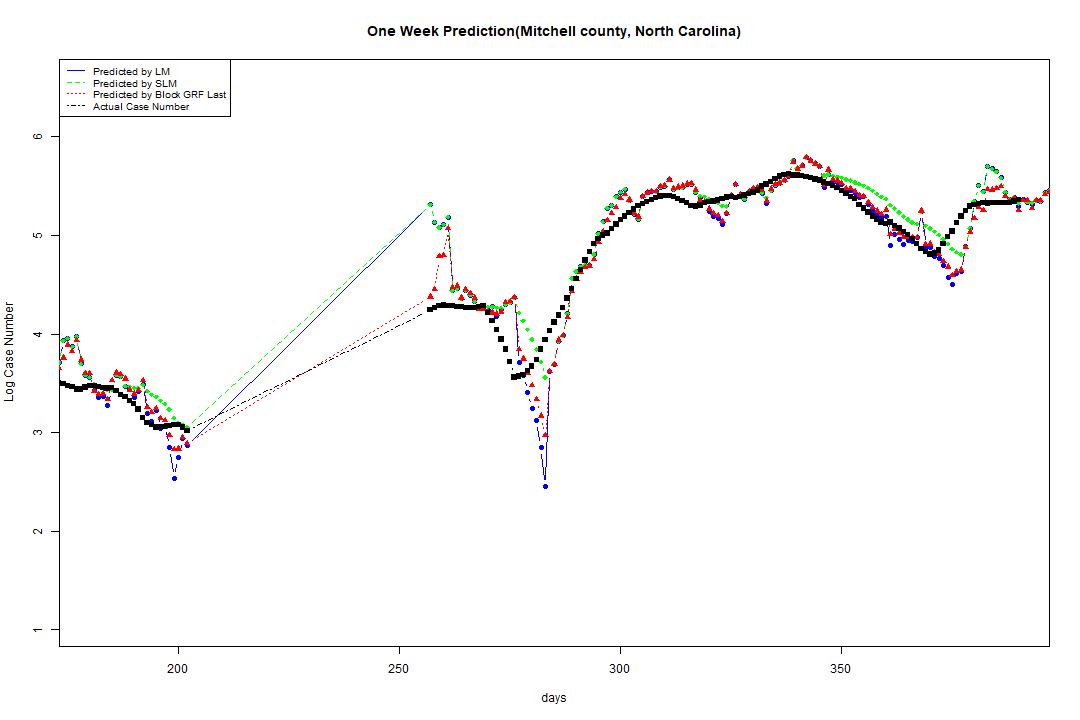 One Week Prediction(Mitchell county, North Carolina)
Predicted by LM
Predicted by SLM
Predicted by Block GRF Last
Actual Case Number
6
5
4
3
2
1
Log Case Number
200
250
300
350
days